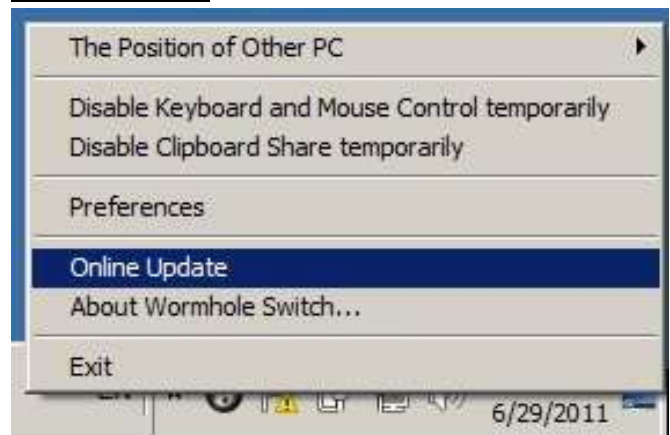 The Position of Other PC
Disable Keyboard and Mouse Control temporarily
Disable Clipboard Share temporarily
Preferences
Online Update
About Wormhole Switch...
Exit
6/29/2011